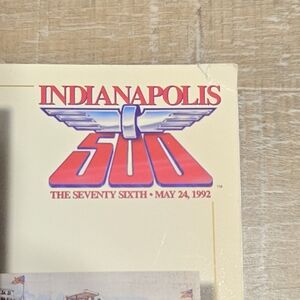 INDIANAPOLIS
500
THE SEVENTY SIXTH • MAY 24, 1992